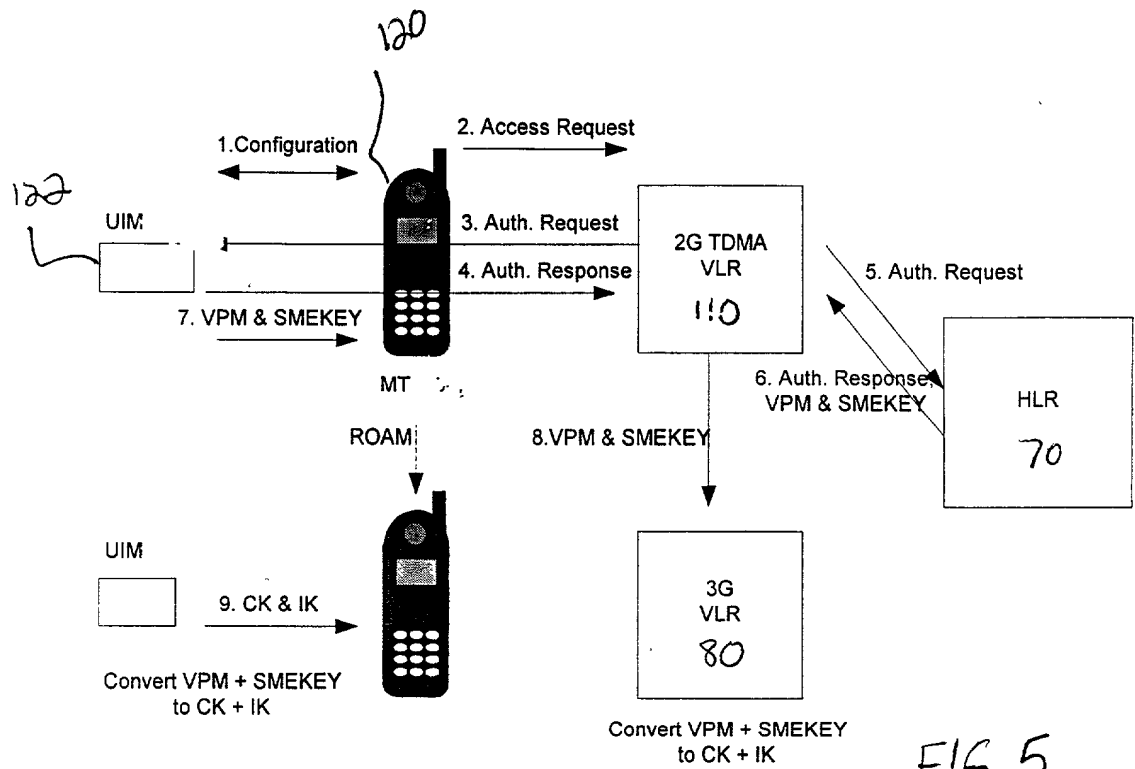 120
1.Configuration
2. Access Request
122
UIM
3. Auth. Request
2G TDMA
VLR
110
4. Auth. Response
5. Auth. Request
7. VPM & SMEKEY
MT
6. Auth. Response,
VPM & SMEKEY
HLR
70
ROAM
8.VPM & SMEKEY
UIM
9. CK & IK
3G
VLR
80
Convert VPM + SMEKEY
to CK + IK
Convert VPM + SMEKEY
to CK + IK
FIG. 5